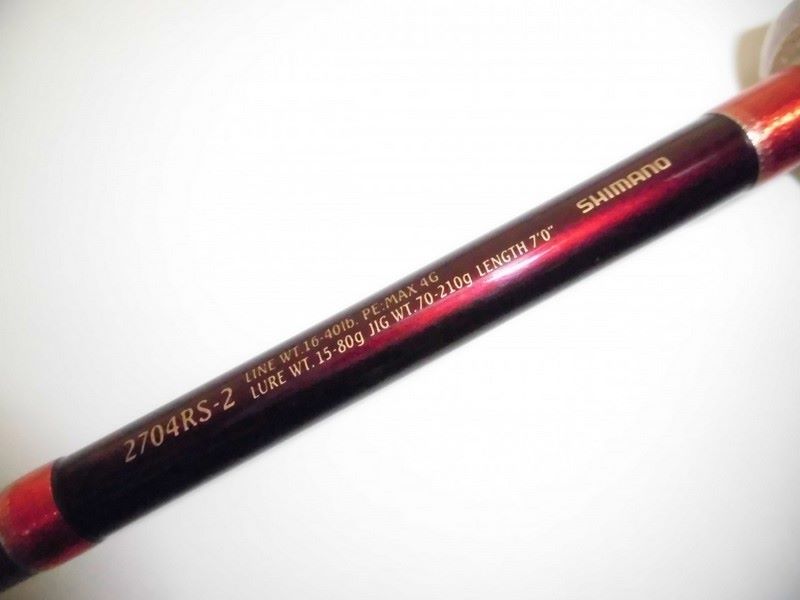 2704RS-2
LINE WT.16-40lb. PE:MAX 4G
LURE WT. 15-80g JIG WT.70-210g LENGTH 7'0"
SHIMANO